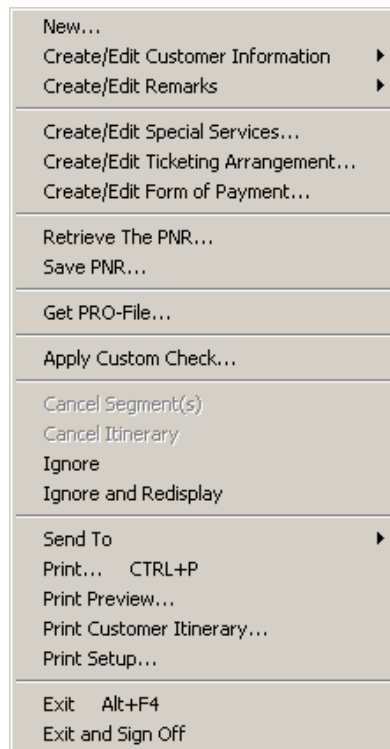 New...
Create/Edit Customer Information
Create/Edit Remarks
Create/Edit Special Services...
Create/Edit Ticketing Arrangement...
Create/Edit Form of Payment...
Retrieve The PNR...
Save PNR...
Get PRO-File...
Apply Custom Check...
Cancel Segment(s)
Cancel Itinerary
Ignore
Ignore and Redisplay
Send To
Print... CTRL+P
Print Preview...
Print Customer Itinerary...
Print Setup...
Exit Alt+F4
Exit and Sign Off